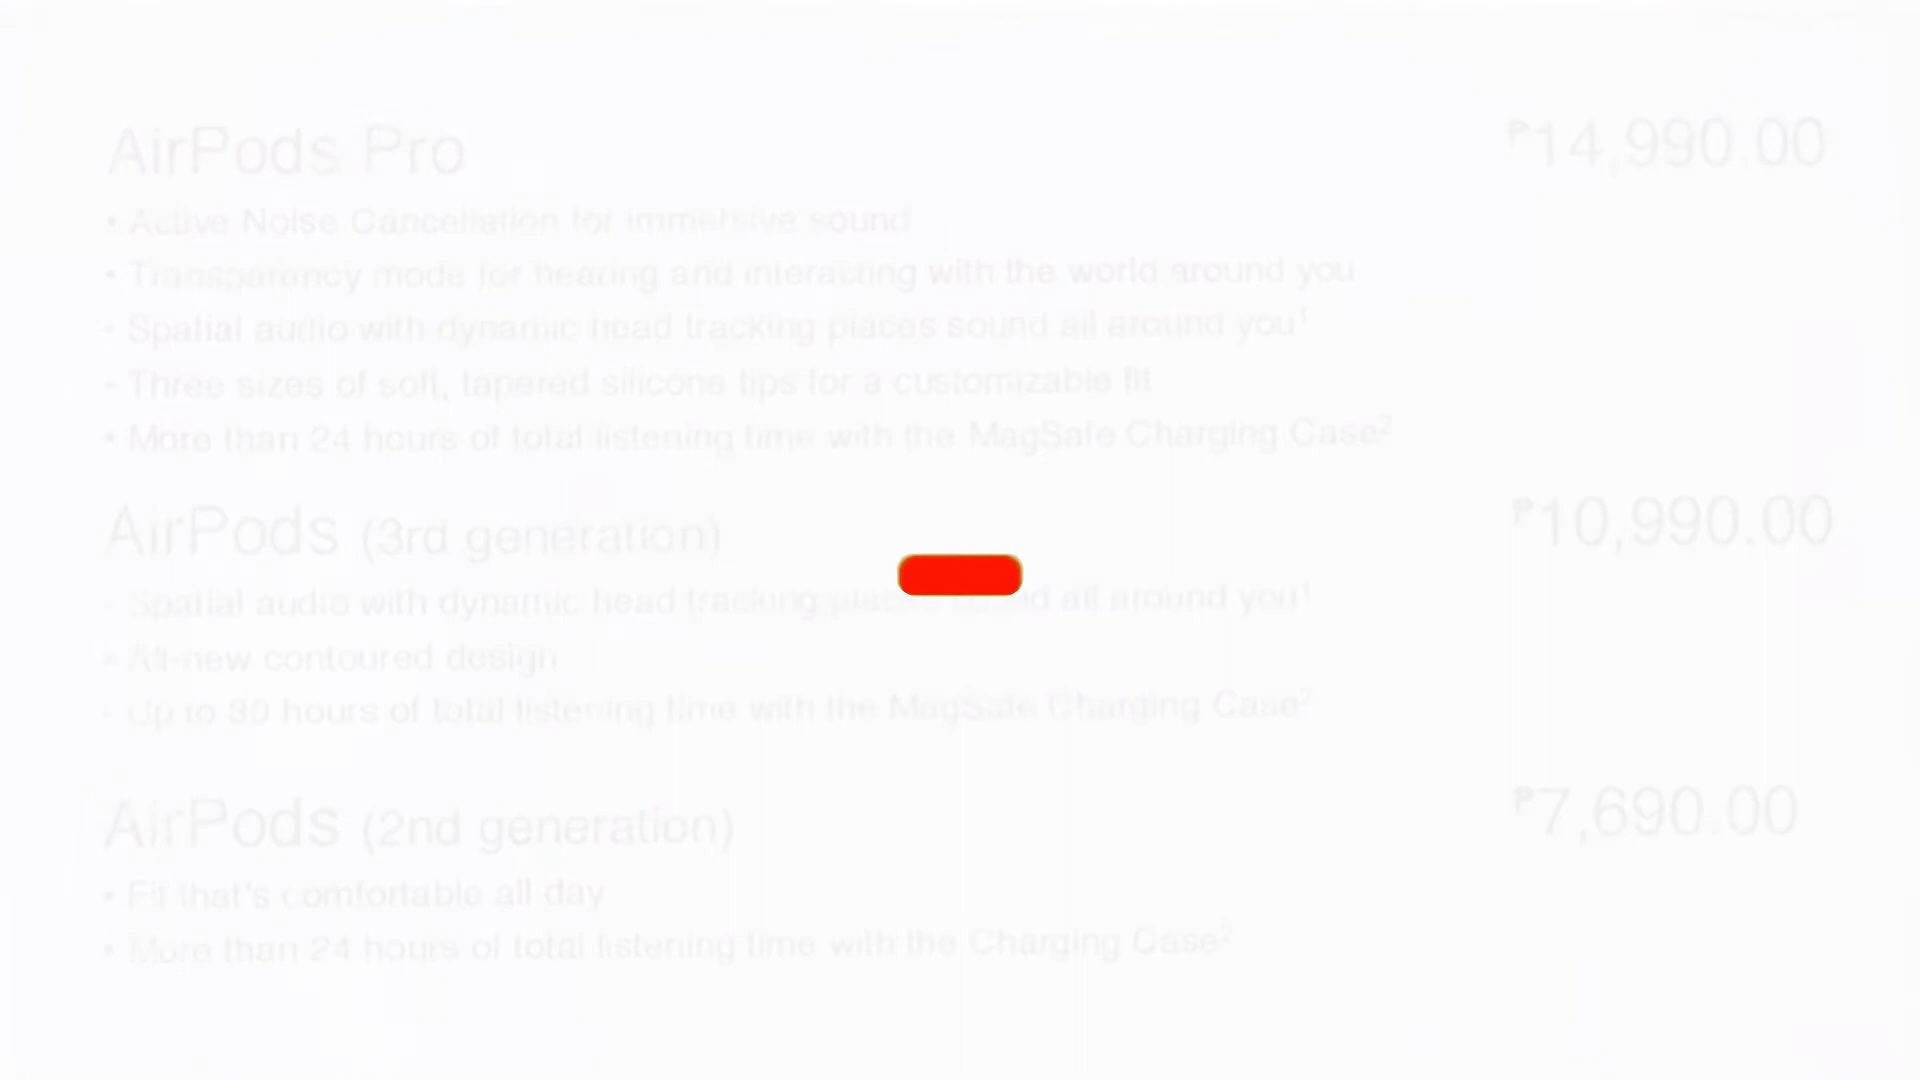 AirPods Pro ₱14,990.00
• Active Noise Cancellation for immersive sound
• Transparency mode for hearing and interacting with the world around you
• Spatial audio with dynamic head tracking places sound all around you¹
• Three sizes of soft, tapered silicone tips for a customizable fit
• More than 24 hours of total listening time with the MagSafe Charging Case²
AirPods (3rd generation) ₱10,990.00
• Spatial audio with dynamic head tracking places sound all around you¹
• All-new contoured design
• Up to 30 hours of total listening time with the MagSafe Charging Case²
AirPods (2nd generation) ₱7,690.00
• Fit that's comfortable all day
• More than 24 hours of total listening time with the Charging Case²